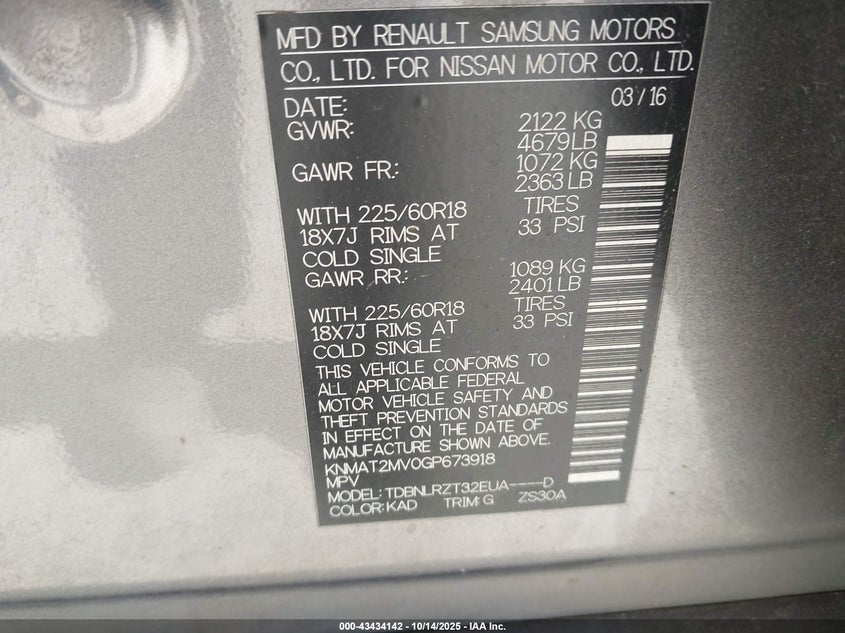 MFD BY RENAULT SAMSUNG MOTORS
CO., LTD. FOR NISSAN MOTOR CO., LTD.
DATE: 03 / 16
GVWR: 2122 KG
4679 LB
GAWR FR.: 1072 KG
2363 LB
WITH 225/60R18 TIRES
18X7J RIMS AT 33 PSI
COLD SINGLE
GAWR RR.: 1089 KG
2401 LB
WITH 225/60R18 TIRES
18X7J RIMS AT 33 PSI
COLD SINGLE
THIS VEHICLE CONFORMS TO
ALL APPLICABLE FEDERAL
MOTOR VEHICLE SAFETY AND
THEFT PREVENTION STANDARDS
IN EFFECT ON THE DATE OF
MANUFACTURE SHOWN ABOVE.
KNMAT2MV0GP673918
MPV
MODEL: TDBNLRZT32EUA----D
COLOR: KAD TRIM: G ZS30A
000-43434142 - 10/14/2025 - IAA Inc.